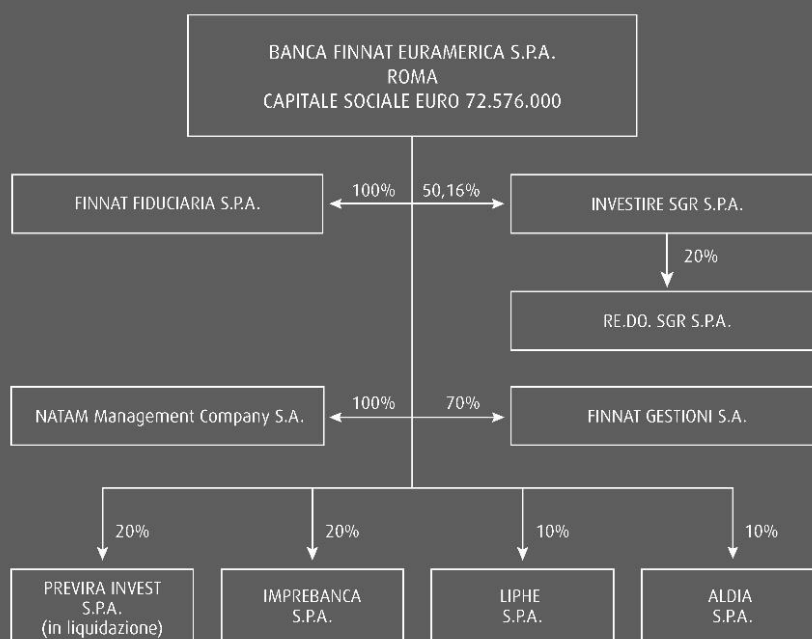 BANCA FINNAT EURAMERICA S.P.A.
ROMA
CAPITALE SOCIALE EURO 72.576.000
FINNAT FIDUCIARIA S.P.A.
100%
50,16%
INVESTIRE SGR S.P.A.
20%
RE.DO. SGR S.P.A.
NATAM Management Company S.A.
100%
70%
FINNAT GESTIONI S.A.
20%
20%
10%
10%
PREVIRA INVEST
S.P.A.
(in liquidazione)
IMPREBANCA
S.P.A.
LIPHE
S.P.A.
ALDIA
S.P.A.